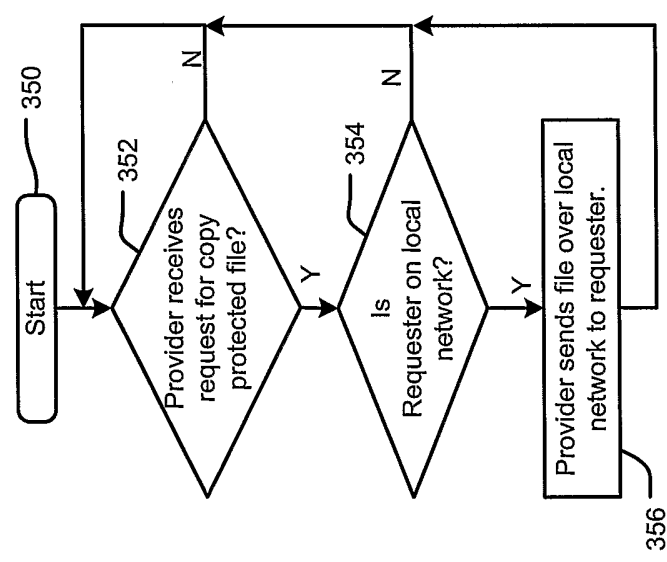 Start
350
Provider receives
request for copy
protected file?
352
N
Y
Is
Requester on local
network?
354
N
Y
Provider sends file over local
network to requester.
356